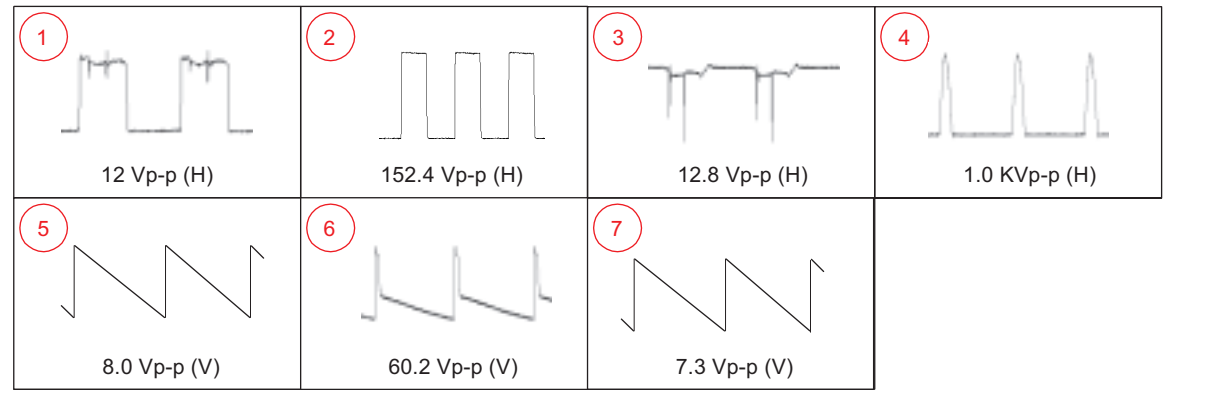 1
2
3
4
12 Vp-p (H)
152.4 Vp-p (H)
12.8 Vp-p (H)
1.0 KVp-p (H)
5
6
7
8.0 Vp-p (V)
60.2 Vp-p (V)
7.3 Vp-p (V)